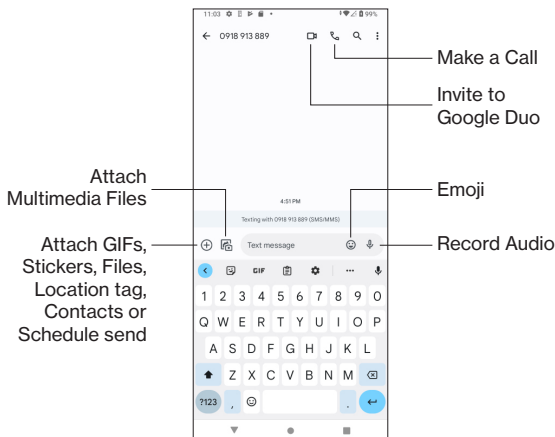 11:03 99%
0918 913 889
Make a Call
Invite to
Google Duo
Attach
Multimedia Files
4:51 PM
Emoji
Texting with 0918 913 889 (SMS/MMS)
Attach GIFs,
Stickers, Files,
Location tag,
Contacts or
Schedule send
Text message
Record Audio
GIF
1 2 3 4 5 6 7 8 9 0
Q W E R T Y U I O P
A S D F G H J K L
Z X C V B N M
?123 , .